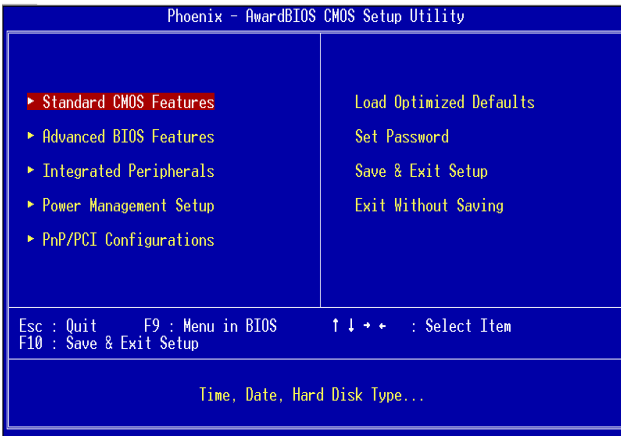 Phoenix - AwardBIOS CMOS Setup Utility
▶ Standard CMOS Features
▶ Advanced BIOS Features
▶ Integrated Peripherals
▶ Power Management Setup
▶ PnP/PCI Configurations
Load Optimized Defaults
Set Password
Save & Exit Setup
Exit Without Saving
Esc : Quit F9 : Menu in BIOS ↑ ↓ → ← : Select Item
F10 : Save & Exit Setup
Time, Date, Hard Disk Type...